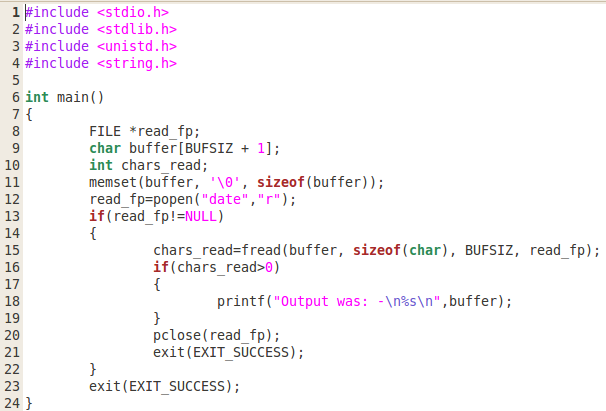 1 #include <stdio.h>
2 #include <stdlib.h>
3 #include <unistd.h>
4 #include <string.h>
5
6 int main()
7 {
8         FILE *read_fp;
9         char buffer[BUFSIZ + 1];
10         int chars_read;
11         memset(buffer, '\0', sizeof(buffer));
12         read_fp=popen("date","r");
13         if(read_fp!=NULL)
14         {
15                 chars_read=fread(buffer, sizeof(char), BUFSIZ, read_fp);
16                 if(chars_read>0)
17                 {
18                         printf("Output was: -\n%s\n",buffer);
19                 }
20                 pclose(read_fp);
21                 exit(EXIT_SUCCESS);
22         }
23         exit(EXIT_SUCCESS);
24 }